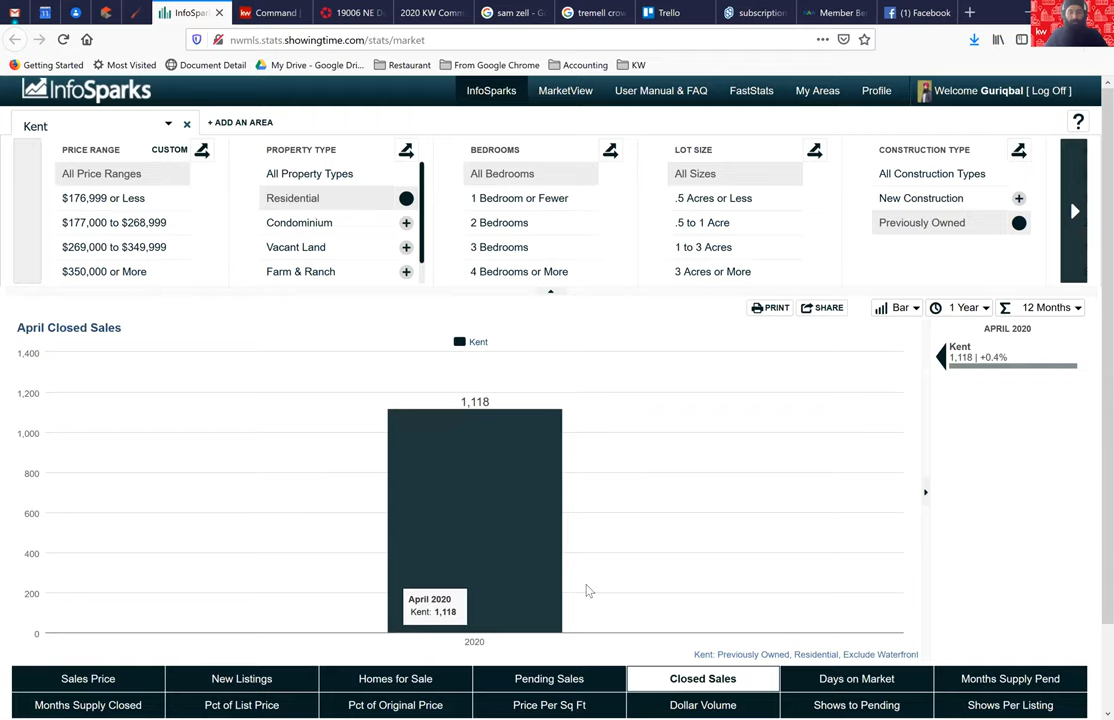 InfoSpark
Command |
19006 NE D
2020 KW Comm
sam zell - G
tremell crow
Trello
subscription
Member Be
(1) Facebook
nwmls.stats.showingtime.com/stats/market
Getting Started
Most Visited
Document Detail
My Drive - Google Dri...
Restaurant
From Google Chrome
Accounting
KW
kw
InfoSparks
InfoSparks MarketView User Manual & FAQ FastStats My Areas Profile Welcome Guriqbal [ Log Off ]
Kent + ADD AN AREA ?
PRICE RANGE CUSTOM
All Price Ranges
$176,999 or Less
$177,000 to $268,999
$269,000 to $349,999
$350,000 or More
PROPERTY TYPE
All Property Types
Residential
Condominium
Vacant Land
Farm & Ranch
BEDROOMS
All Bedrooms
1 Bedroom or Fewer
2 Bedrooms
3 Bedrooms
4 Bedrooms or More
LOT SIZE
All Sizes
.5 Acres or Less
.5 to 1 Acre
1 to 3 Acres
3 Acres or More
CONSTRUCTION TYPE
All Construction Types
New Construction
Previously Owned
PRINT SHARE Bar 1 Year Σ 12 Months
April Closed Sales
Kent
1,400
1,200
1,000
800
600
400
200
0
1,118
April 2020
Kent: 1,118
2020
APRIL 2020
Kent
1,118 | +0.4%
Kent: Previously Owned, Residential, Exclude Waterfront
Sales Price New Listings Homes for Sale Pending Sales Closed Sales Days on Market Months Supply Pend
Months Supply Closed Pct of List Price Pct of Original Price Price Per Sq Ft Dollar Volume Shows to Pending Shows Per Listing